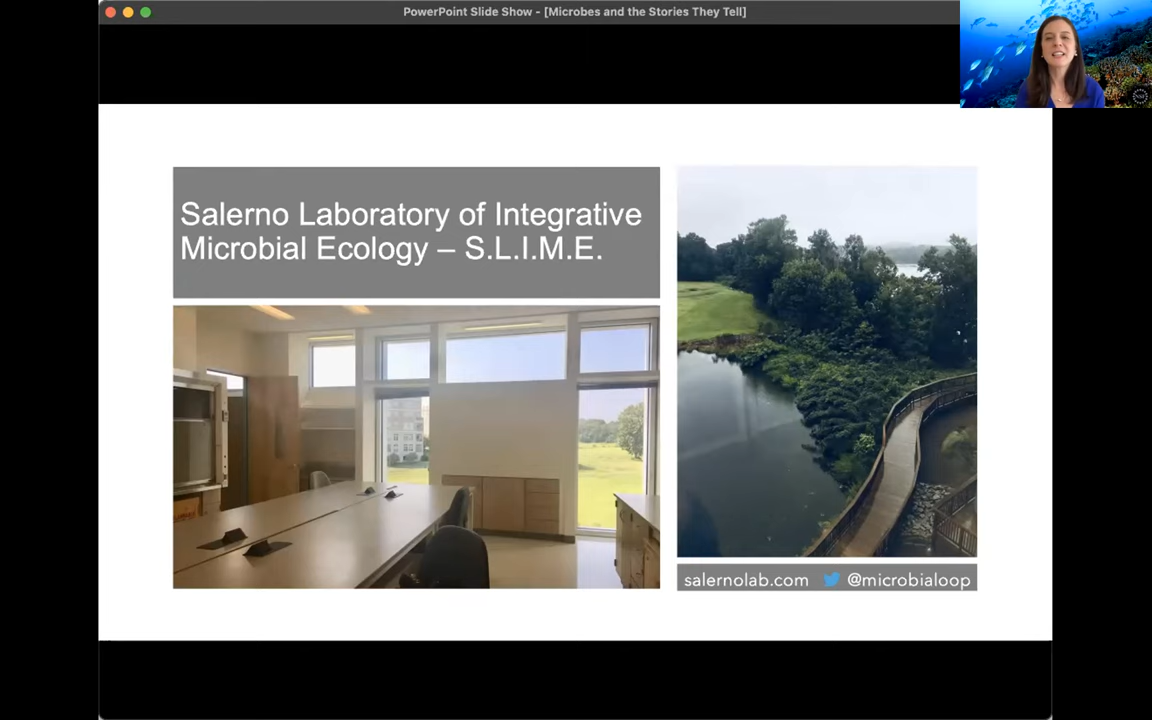 PowerPoint Slide Show - [Microbes and the Stories They Tell]
Salerno Laboratory of Integrative
Microbial Ecology – S.L.I.M.E.
salernolab.com @microbialoop